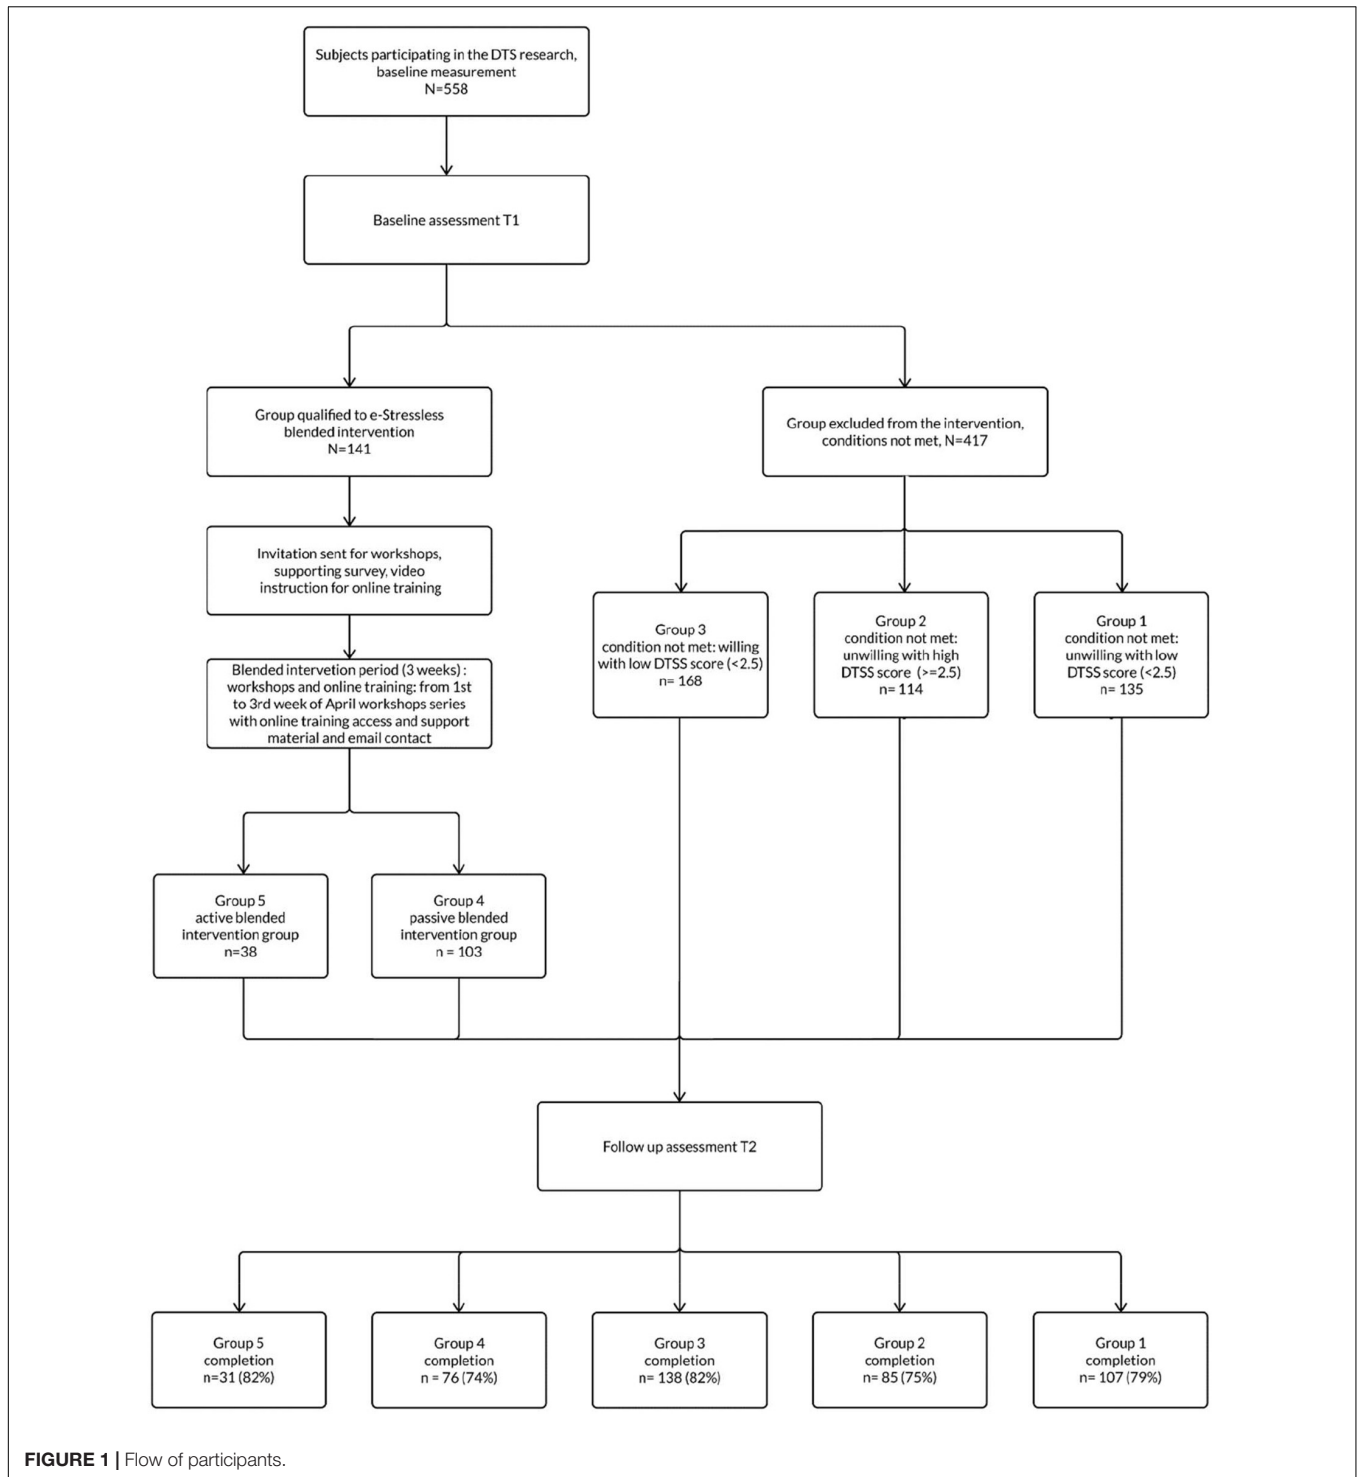 Subjects participating in the DTS research,
baseline measurement
N=558
Baseline assessment T1
Group qualified to e-Stressless
blended intervention
N=141
Group excluded from the intervention,
conditions not met, N=417
Invitation sent for workshops,
supporting survey, video
instruction for online training
Group 3
condition not met: willing
with low DTSS score (<2.5)
n= 168
Group 2
condition not met:
unwilling with high
DTSS score (>=2.5)
n= 114
Group 1
condition not met:
unwilling with low
DTSS score (<2.5)
n= 135
Blended intervetion period (3 weeks) :
workshops and online training: from 1st
to 3rd week of April workshops series
with online training access and support
material and email contact
Group 5
active blended
intervention group
n=38
Group 4
passive blended
intervention group
n = 103
Follow up assessment T2
Group 5
completion
n=31 (82%)
Group 4
completion
n = 76 (74%)
Group 3
completion
n= 138 (82%)
Group 2
completion
n= 85 (75%)
Group 1
completion
n= 107 (79%)
FIGURE 1 | Flow of participants.